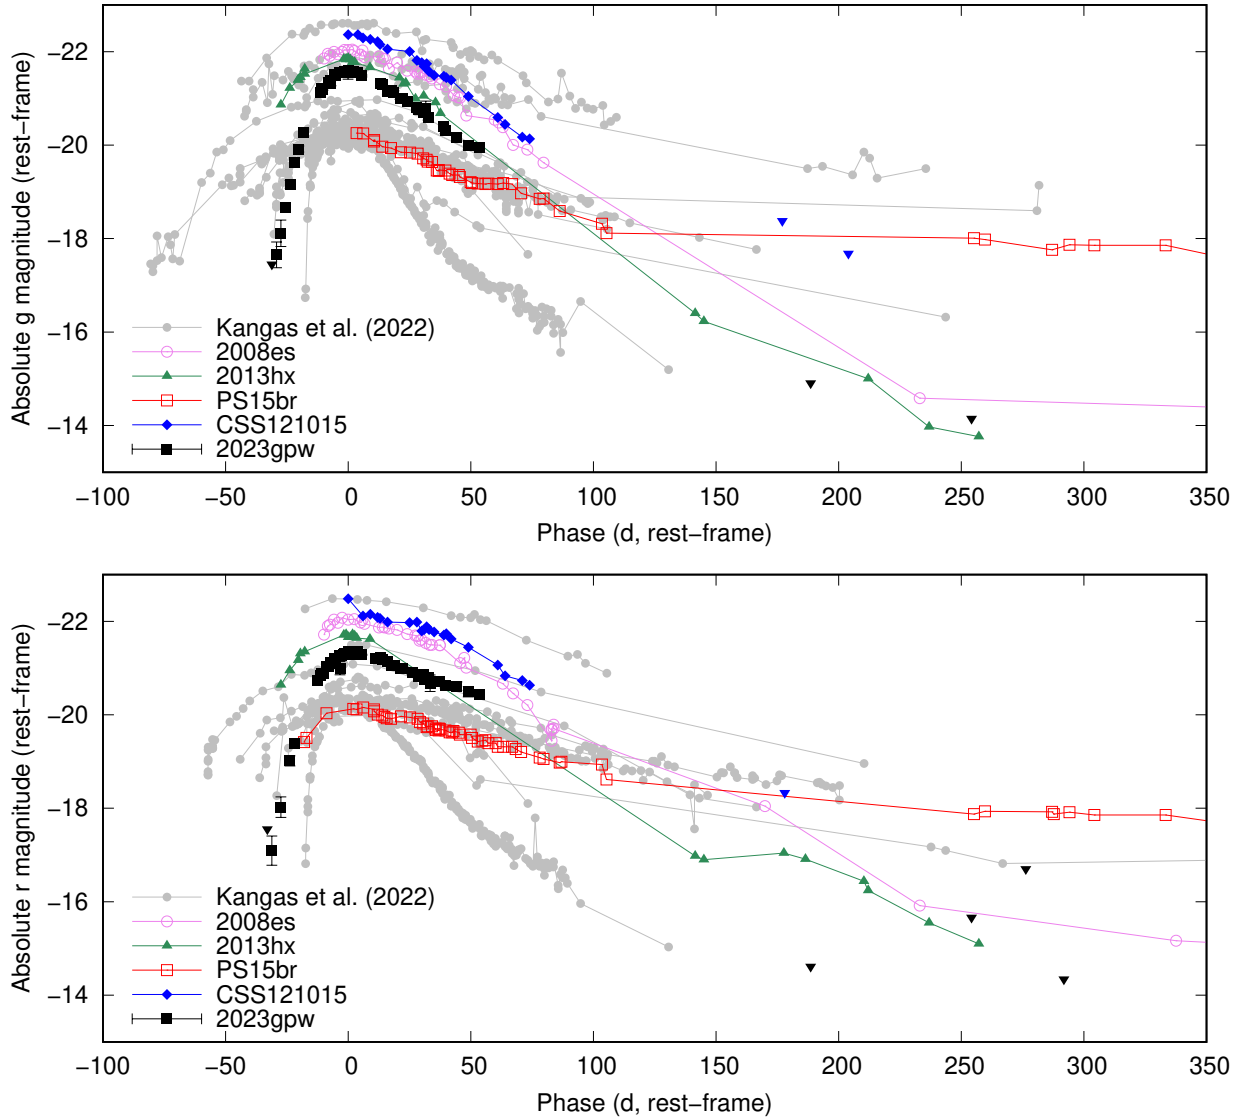 Absolute g magnitude (rest−frame)
−22
−20
−18
−16
−14
Kangas et al. (2022)
2008es
2013hx
PS15br
CSS121015
2023gpw
−100 −50 0 50 100 150 200 250 300 350
Phase (d, rest−frame)
Absolute r magnitude (rest−frame)
−22
−20
−18
−16
−14
Kangas et al. (2022)
2008es
2013hx
PS15br
CSS121015
2023gpw
−100 −50 0 50 100 150 200 250 300 350
Phase (d, rest−frame)